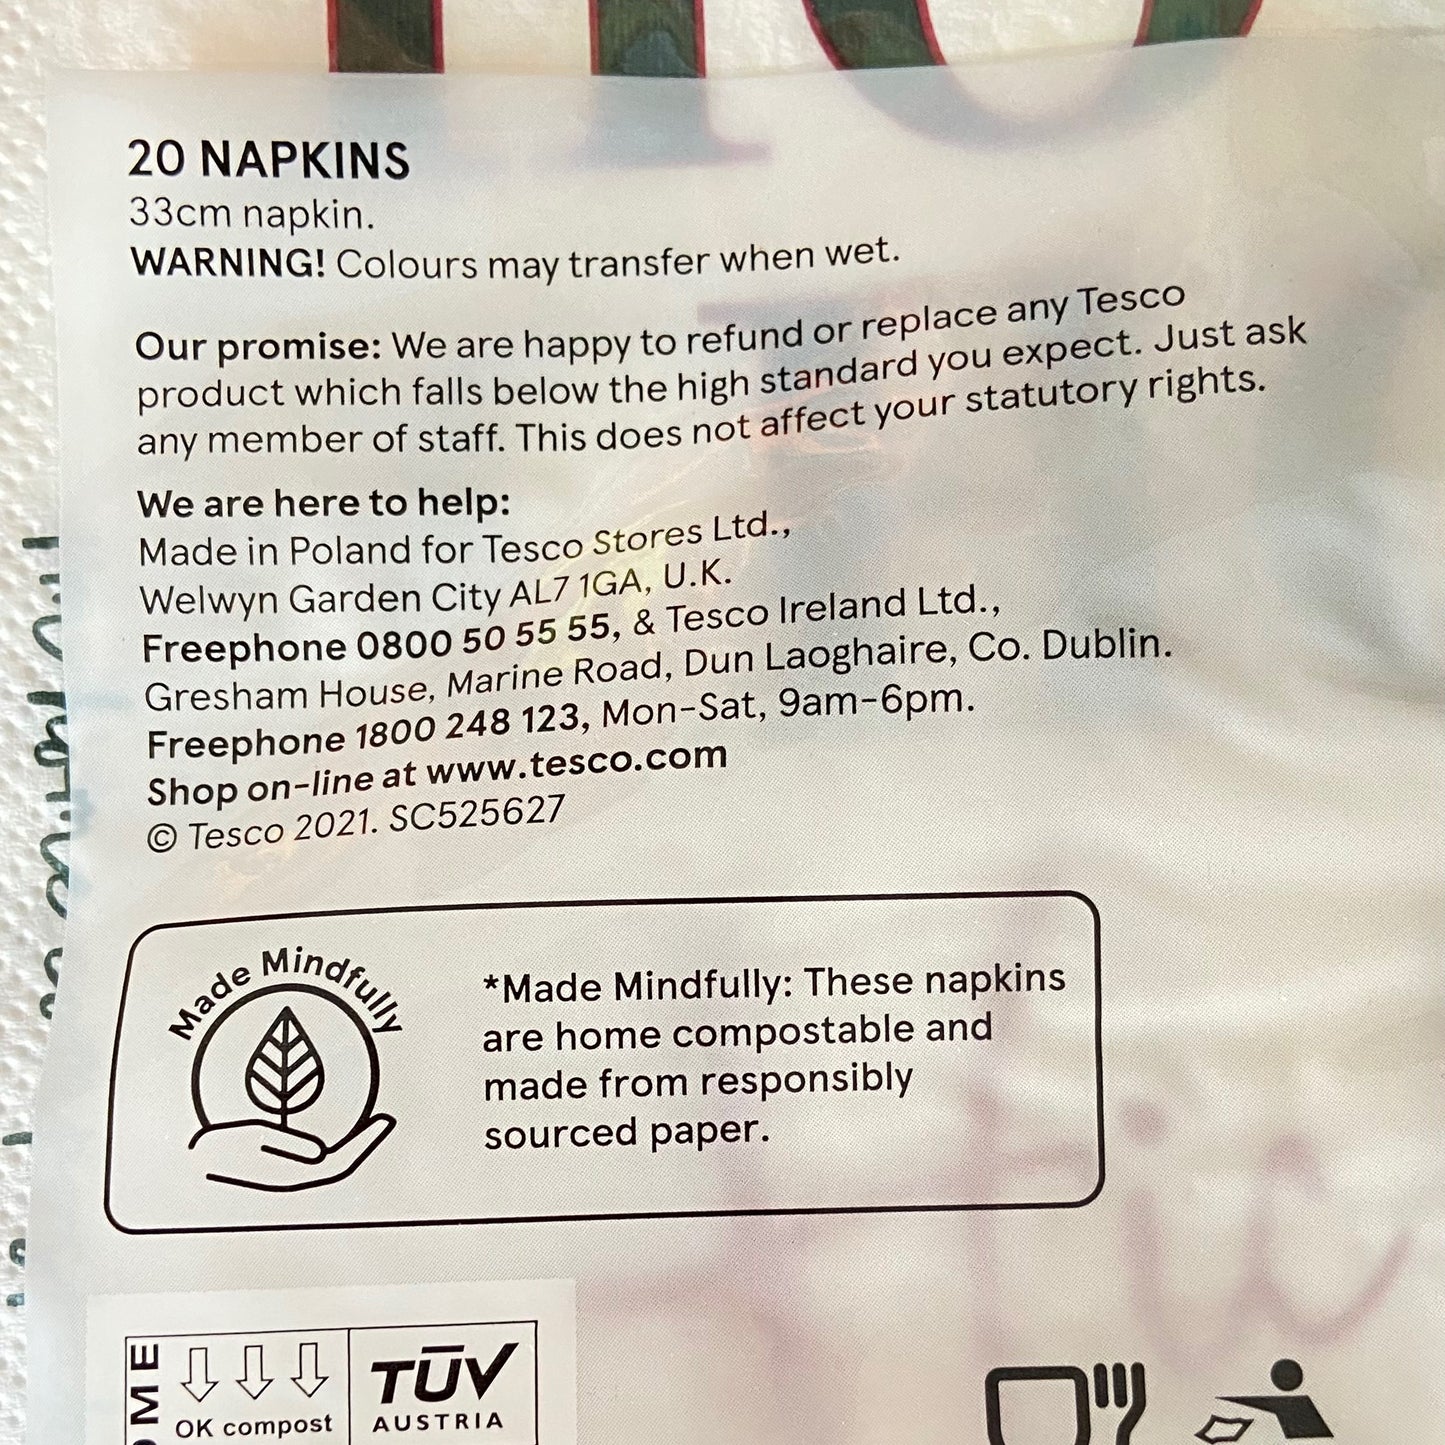 20 NAPKINS
33cm napkin.
WARNING! Colours may transfer when wet.
Our promise: We are happy to refund or replace any Tesco
product which falls below the high standard you expect. Just ask
any member of staff. This does not affect your statutory rights.
We are here to help:
Made in Poland for Tesco Stores Ltd.,
Welwyn Garden City AL7 1GA, U.K.
Freephone 0800 50 55 55, & Tesco Ireland Ltd.,
Gresham House, Marine Road, Dun Laoghaire, Co. Dublin.
Freephone 1800 248 123, Mon-Sat, 9am-6pm.
Shop on-line at www.tesco.com
© Tesco 2021. SC525627
Made Mindfully
*Made Mindfully: These napkins
are home compostable and
made from responsibly
sourced paper.
OK compost
TÜV
AUSTRIA